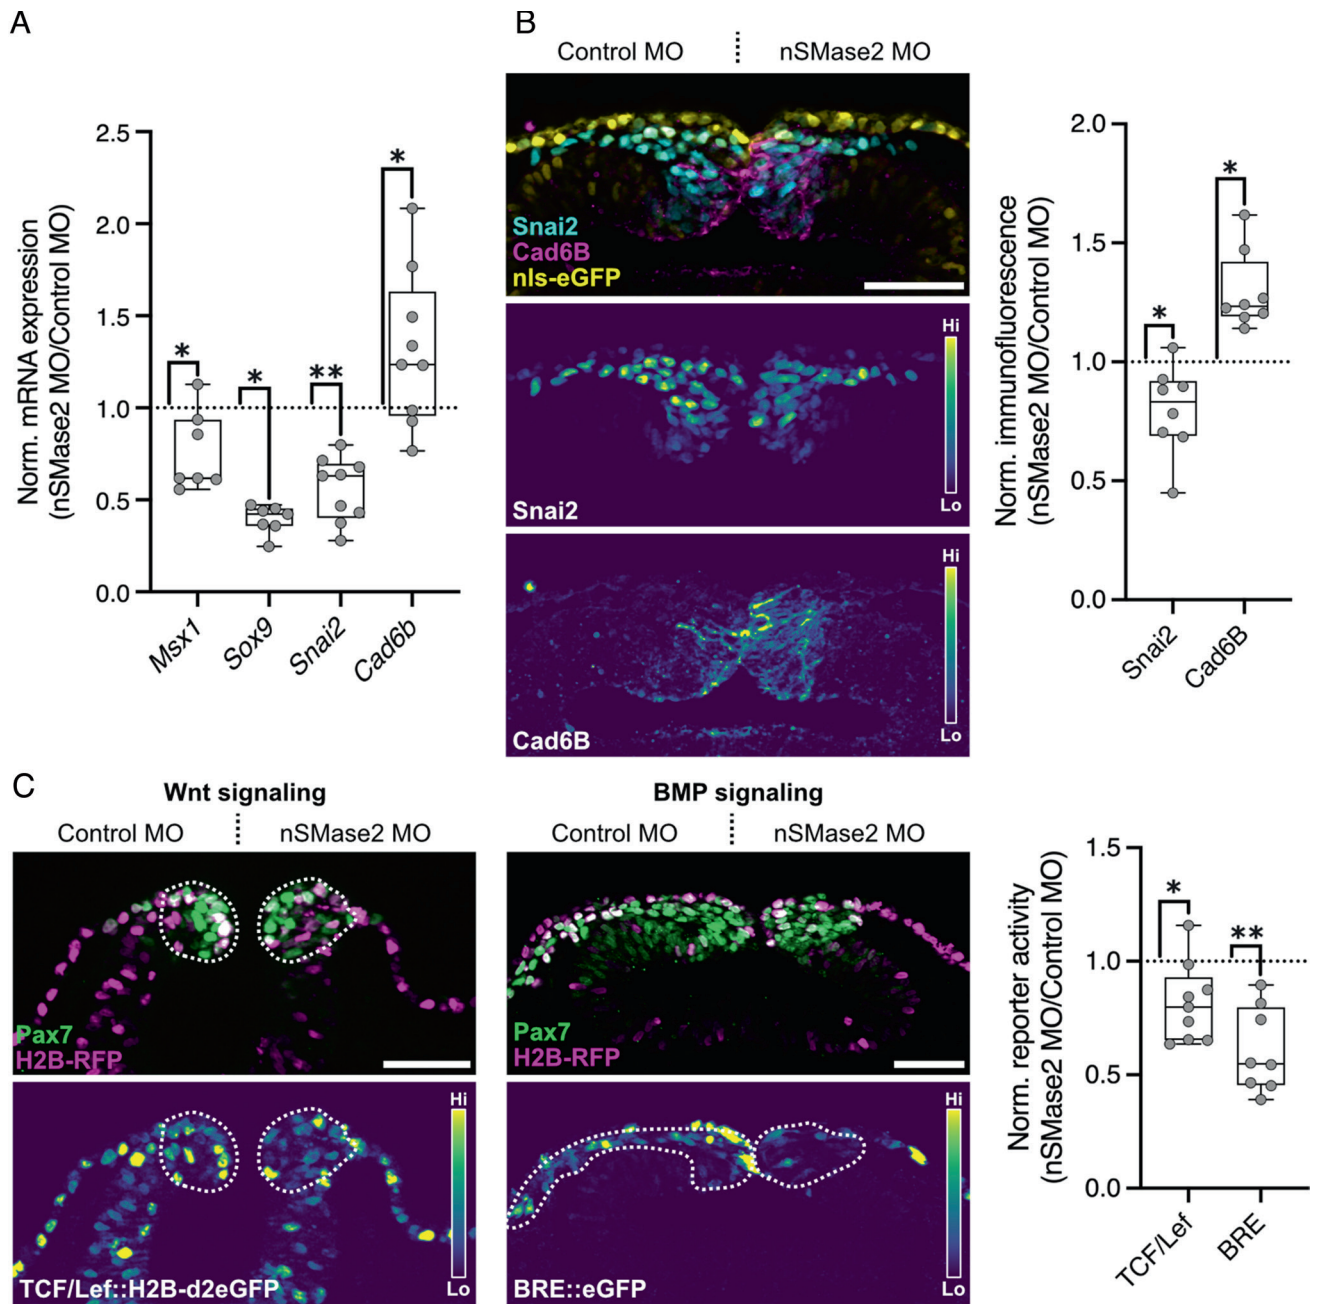 A
Norm. mRNA expression
(nSMase2 MO/Control MO)
2.5
2.0
1.5
1.0
0.5
0.0
*
*
**
*
Msx1
Sox9
Snai2
Cad6b
B
Control MO
nSMase2 MO
Snai2
Cad6B
nls-eGFP
Hi
Lo
Snai2
Hi
Lo
Cad6B
Norm. immunofluorescence
(nSMase2 MO/Control MO)
2.0
1.5
1.0
0.5
0.0
*
*
Snai2
Cad6B
C
Wnt signaling
Control MO
nSMase2 MO
Pax7
H2B-RFP
Hi
Lo
TCF/Lef::H2B-d2eGFP
BMP signaling
Control MO
nSMase2 MO
Pax7
H2B-RFP
Hi
Lo
BRE::eGFP
Norm. reporter activity
(nSMase2 MO/Control MO)
1.5
1.0
0.5
0.0
*
**
TCF/Lef
BRE